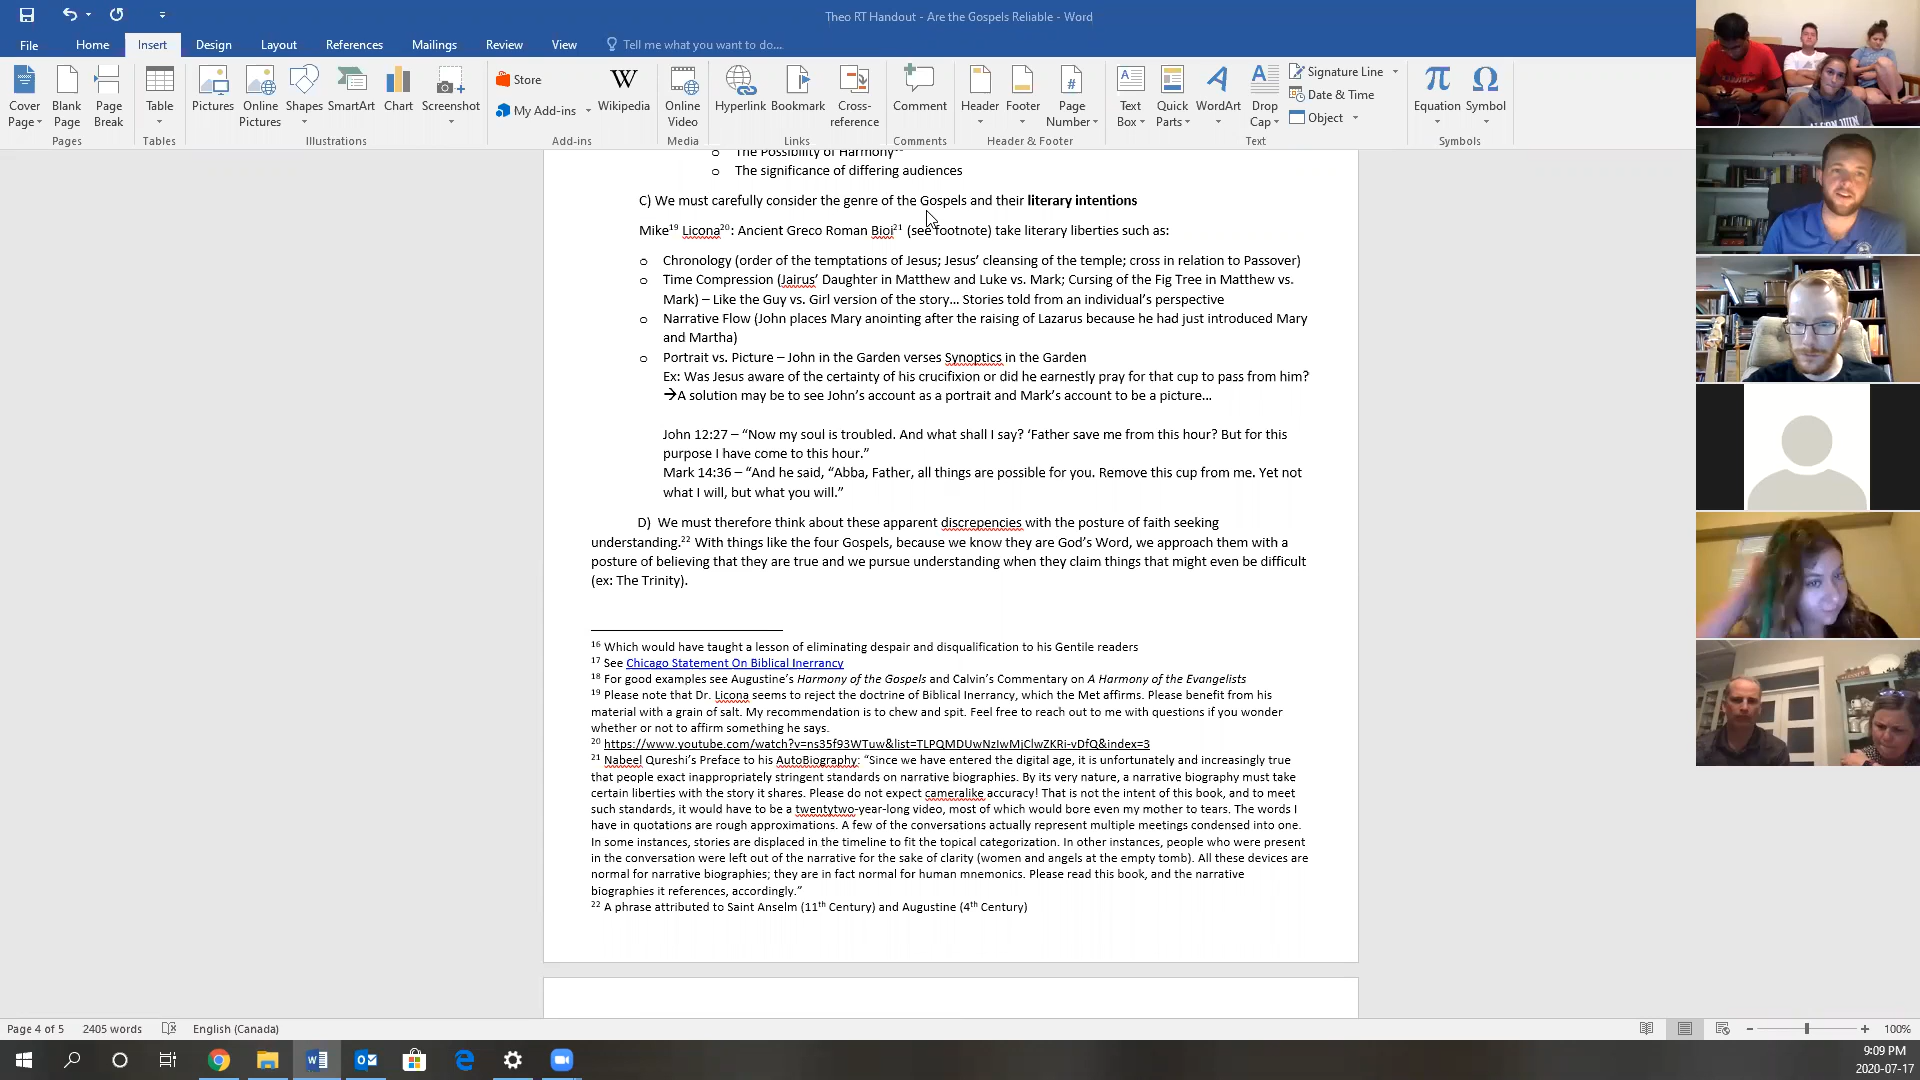 Theo RT Handout - Are the Gospels Reliable - Word
File Home Insert Design Layout References Mailings Review View Tell me what you want to do...
Cover Page Blank Page Page Break Table Pictures Online Pictures Shapes SmartArt Chart Screenshot Store My Add-ins Wikipedia Online Video Hyperlink Bookmark Cross-reference Comment Header Footer Page Number Text Box Quick Parts WordArt Drop Cap Signature Line Date & Time Object Equation Symbol
Pages Tables Illustrations Add-ins Media Links Comments Header & Footer Text Symbols
o The Possibility of Harmony18
o The significance of differing audiences
C) We must carefully consider the genre of the Gospels and their literary intentions
Mike19 Licona20: Ancient Greco Roman Bioi21 (see footnote) take literary liberties such as:
o Chronology (order of the temptations of Jesus; Jesus’ cleansing of the temple; cross in relation to Passover)
o Time Compression (Jairus’ Daughter in Matthew and Luke vs. Mark; Cursing of the Fig Tree in Matthew vs.
Mark) – Like the Guy vs. Girl version of the story… Stories told from an individual’s perspective
o Narrative Flow (John places Mary anointing after the raising of Lazarus because he had just introduced Mary
and Martha)
o Portrait vs. Picture – John in the Garden verses Synoptics in the Garden
Ex: Was Jesus aware of the certainty of his crucifixion or did he earnestly pray for that cup to pass from him?
→A solution may be to see John’s account as a portrait and Mark’s account to be a picture…
John 12:27 – “Now my soul is troubled. And what shall I say? ‘Father save me from this hour? But for this
purpose I have come to this hour.”
Mark 14:36 – “And he said, “Abba, Father, all things are possible for you. Remove this cup from me. Yet not
what I will, but what you will.”
D) We must therefore think about these apparent discrepencies with the posture of faith seeking
understanding.22 With things like the four Gospels, because we know they are God’s Word, we approach them with a
posture of believing that they are true and we pursue understanding when they claim things that might even be difficult
(ex: The Trinity).
16 Which would have taught a lesson of eliminating despair and disqualification to his Gentile readers
17 See Chicago Statement On Biblical Inerrancy
18 For good examples see Augustine’s Harmony of the Gospels and Calvin’s Commentary on A Harmony of the Evangelists
19 Please note that Dr. Licona seems to reject the doctrine of Biblical Inerrancy, which the Met affirms. Please benefit from his
material with a grain of salt. My recommendation is to chew and spit. Feel free to reach out to me with questions if you wonder
whether or not to affirm something he says.
20 https://www.youtube.com/watch?v=ns35f93WTuw&list=TLPQMDUwNzIwMjClwZKRi-vDfQ&index=3
21 Nabeel Qureshi’s Preface to his AutoBiography: “Since we have entered the digital age, it is unfortunately and increasingly true
that people exact inappropriately stringent standards on narrative biographies. By its very nature, a narrative biography must take
certain liberties with the story it shares. Please do not expect cameralike accuracy! That is not the intent of this book, and to meet
such standards, it would have to be a twentytwo-year-long video, most of which would bore even my mother to tears. The words I
have in quotations are rough approximations. A few of the conversations actually represent multiple meetings condensed into one.
In some instances, stories are displaced in the timeline to fit the topical categorization. In other instances, people who were present
in the conversation were left out of the narrative for the sake of clarity (women and angels at the empty tomb). All these devices are
normal for narrative biographies; they are in fact normal for human mnemonics. Please read this book, and the narrative
biographies it references, accordingly.”
22 A phrase attributed to Saint Anselm (11th Century) and Augustine (4th Century)
Page 4 of 5 2405 words English (Canada) 100%
9:09 PM
2020-07-17